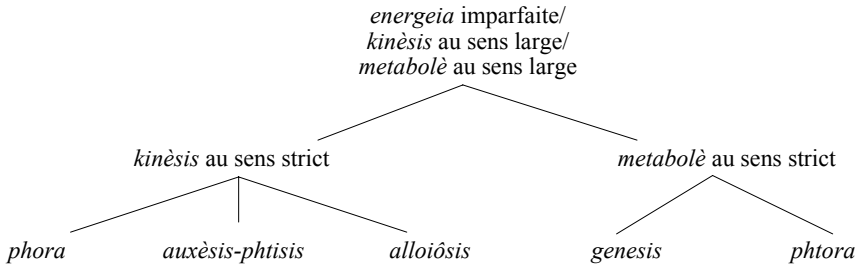 energeia imparfaite/
kinèsis au sens large/
metabolè au sens large
kinèsis au sens strict metabolè au sens strict
phora auxèsis-phtisis alloiôsis genesis phtora